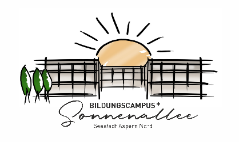 BILDUNGSCAMPUS+
Sonnenallee
Seestadt Aspern Nord